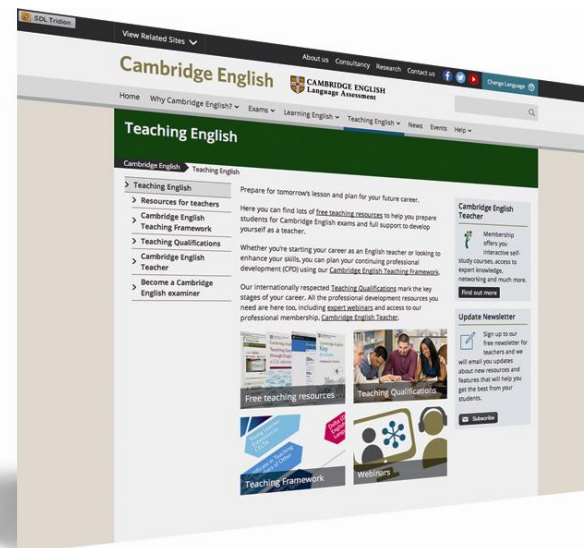 SDL Tridion
View Related Sites
About us Consultancy Research Contact us
Change Language
Cambridge English
CAMBRIDGE ENGLISH
Language Assessment
Home Why Cambridge English? Exams Learning English Teaching English News Events Help
Teaching English
Cambridge English Teaching English
Teaching English
Resources for teachers
Cambridge English
Teaching Framework
Teaching Qualifications
Cambridge English
Teacher
Become a Cambridge
English examiner
Prepare for tomorrow's lesson and plan for your future career.
Here you can find lots of free teaching resources to help you prepare
students for Cambridge English exams and full support to develop
yourself as a teacher.
Whether you're starting your career as an English teacher or looking to
enhance your skills, you can plan your continuing professional
development (CPD) using our Cambridge English Teaching Framework.
Our internationally respected Teaching Qualifications mark the key
stages of your career. All the professional development resources you
need are here too, including expert webinars and access to our
professional membership, Cambridge English Teacher.
Free teaching resources
Teaching Qualifications
Teaching Framework
Webinars
Cambridge English
Teacher
Membership
offers you
interactive self-
study courses, access to
expert knowledge,
networking and much more.
Find out more
Update Newsletter
Sign up to our
free newsletter for
teachers and we
will email you updates
about new resources and
features that will help you
get the best from your
students.
Subscribe